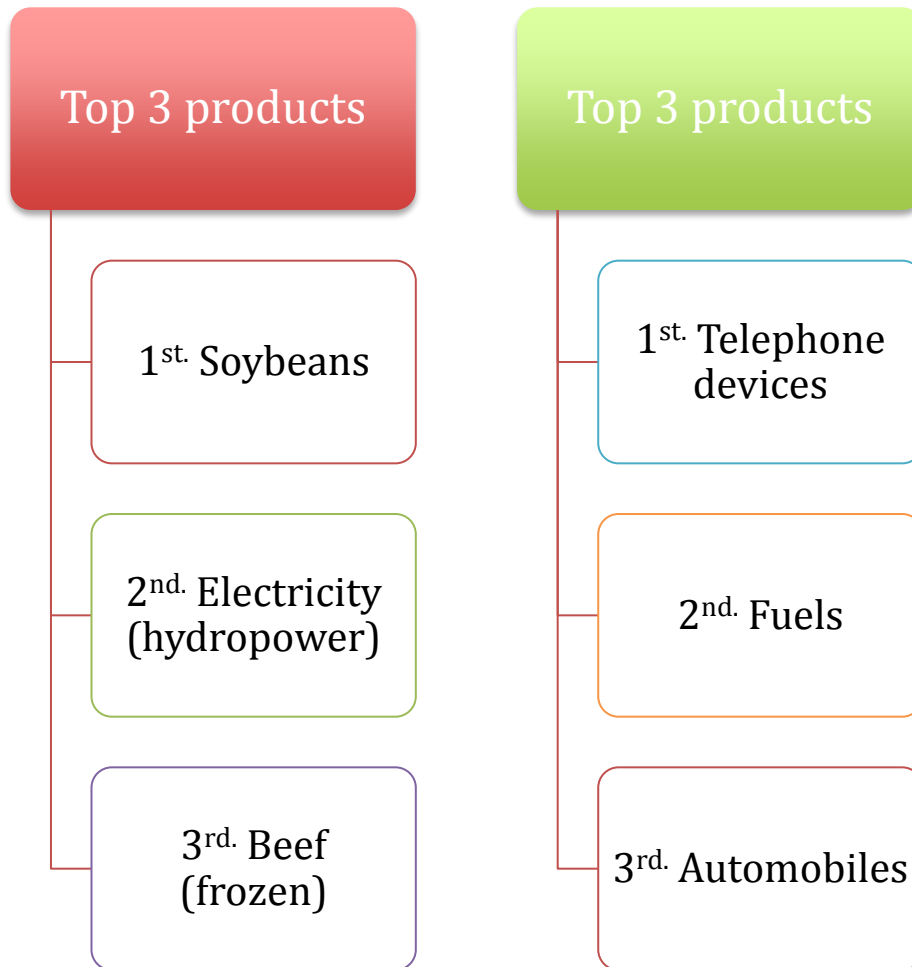 Top 3 products
1st. Soybeans
2nd. Electricity
(hydropower)
3rd. Beef
(frozen)
Top 3 products
1st. Telephone
devices
2nd. Fuels
3rd. Automobiles